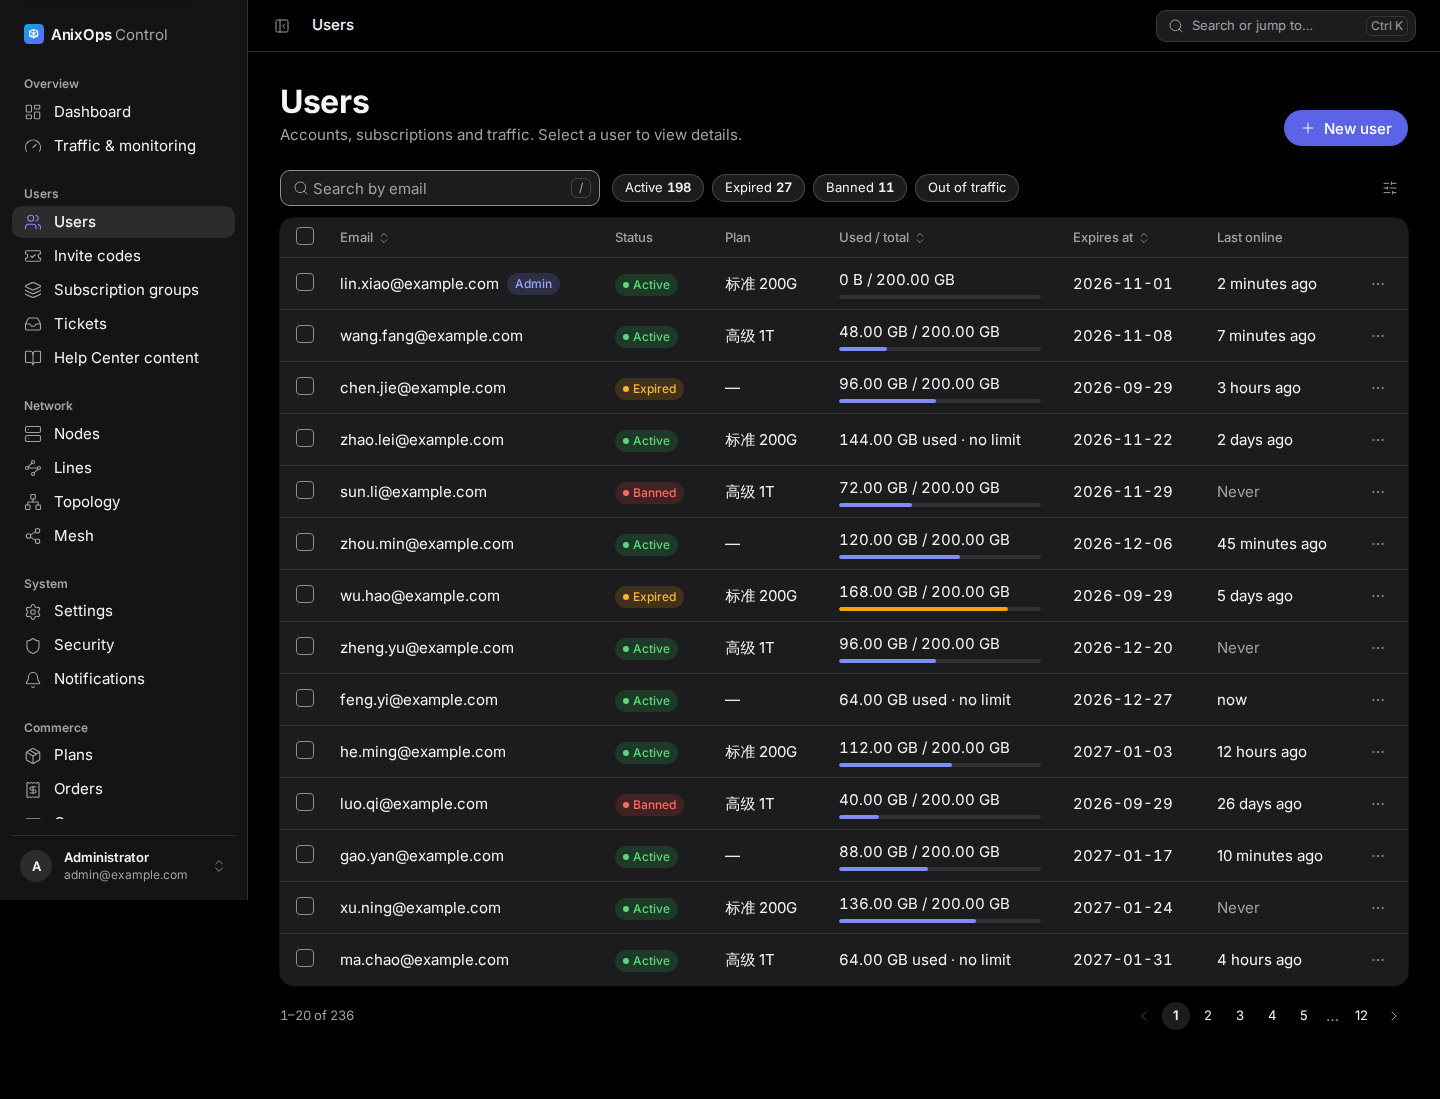 AnixOps Control
Users
Search or jump to...
Ctrl K
Overview
Dashboard
Traffic & monitoring
Users
Users
Invite codes
Subscription groups
Tickets
Help Center content
Network
Nodes
Lines
Topology
Mesh
System
Settings
Security
Notifications
Commerce
Plans
Orders
A
Administrator
admin@example.com
Users
Accounts, subscriptions and traffic. Select a user to view details.
New user
Search by email /
Active 198
Expired 27
Banned 11
Out of traffic
Email Status Plan Used / total Expires at Last online
lin.xiao@example.com Admin Active 标准 200G 0 B / 200.00 GB 2026-11-01 2 minutes ago
wang.fang@example.com Active 高级 1T 48.00 GB / 200.00 GB 2026-11-08 7 minutes ago
chen.jie@example.com Expired — 96.00 GB / 200.00 GB 2026-09-29 3 hours ago
zhao.lei@example.com Active 标准 200G 144.00 GB used · no limit 2026-11-22 2 days ago
sun.li@example.com Banned 高级 1T 72.00 GB / 200.00 GB 2026-11-29 Never
zhou.min@example.com Active — 120.00 GB / 200.00 GB 2026-12-06 45 minutes ago
wu.hao@example.com Expired 标准 200G 168.00 GB / 200.00 GB 2026-09-29 5 days ago
zheng.yu@example.com Active 高级 1T 96.00 GB / 200.00 GB 2026-12-20 Never
feng.yi@example.com Active — 64.00 GB used · no limit 2026-12-27 now
he.ming@example.com Active 标准 200G 112.00 GB / 200.00 GB 2027-01-03 12 hours ago
luo.qi@example.com Banned 高级 1T 40.00 GB / 200.00 GB 2026-09-29 26 days ago
gao.yan@example.com Active — 88.00 GB / 200.00 GB 2027-01-17 10 minutes ago
xu.ning@example.com Active 标准 200G 136.00 GB / 200.00 GB 2027-01-24 Never
ma.chao@example.com Active 高级 1T 64.00 GB used · no limit 2027-01-31 4 hours ago
1–20 of 236
1 2 3 4 5 … 12